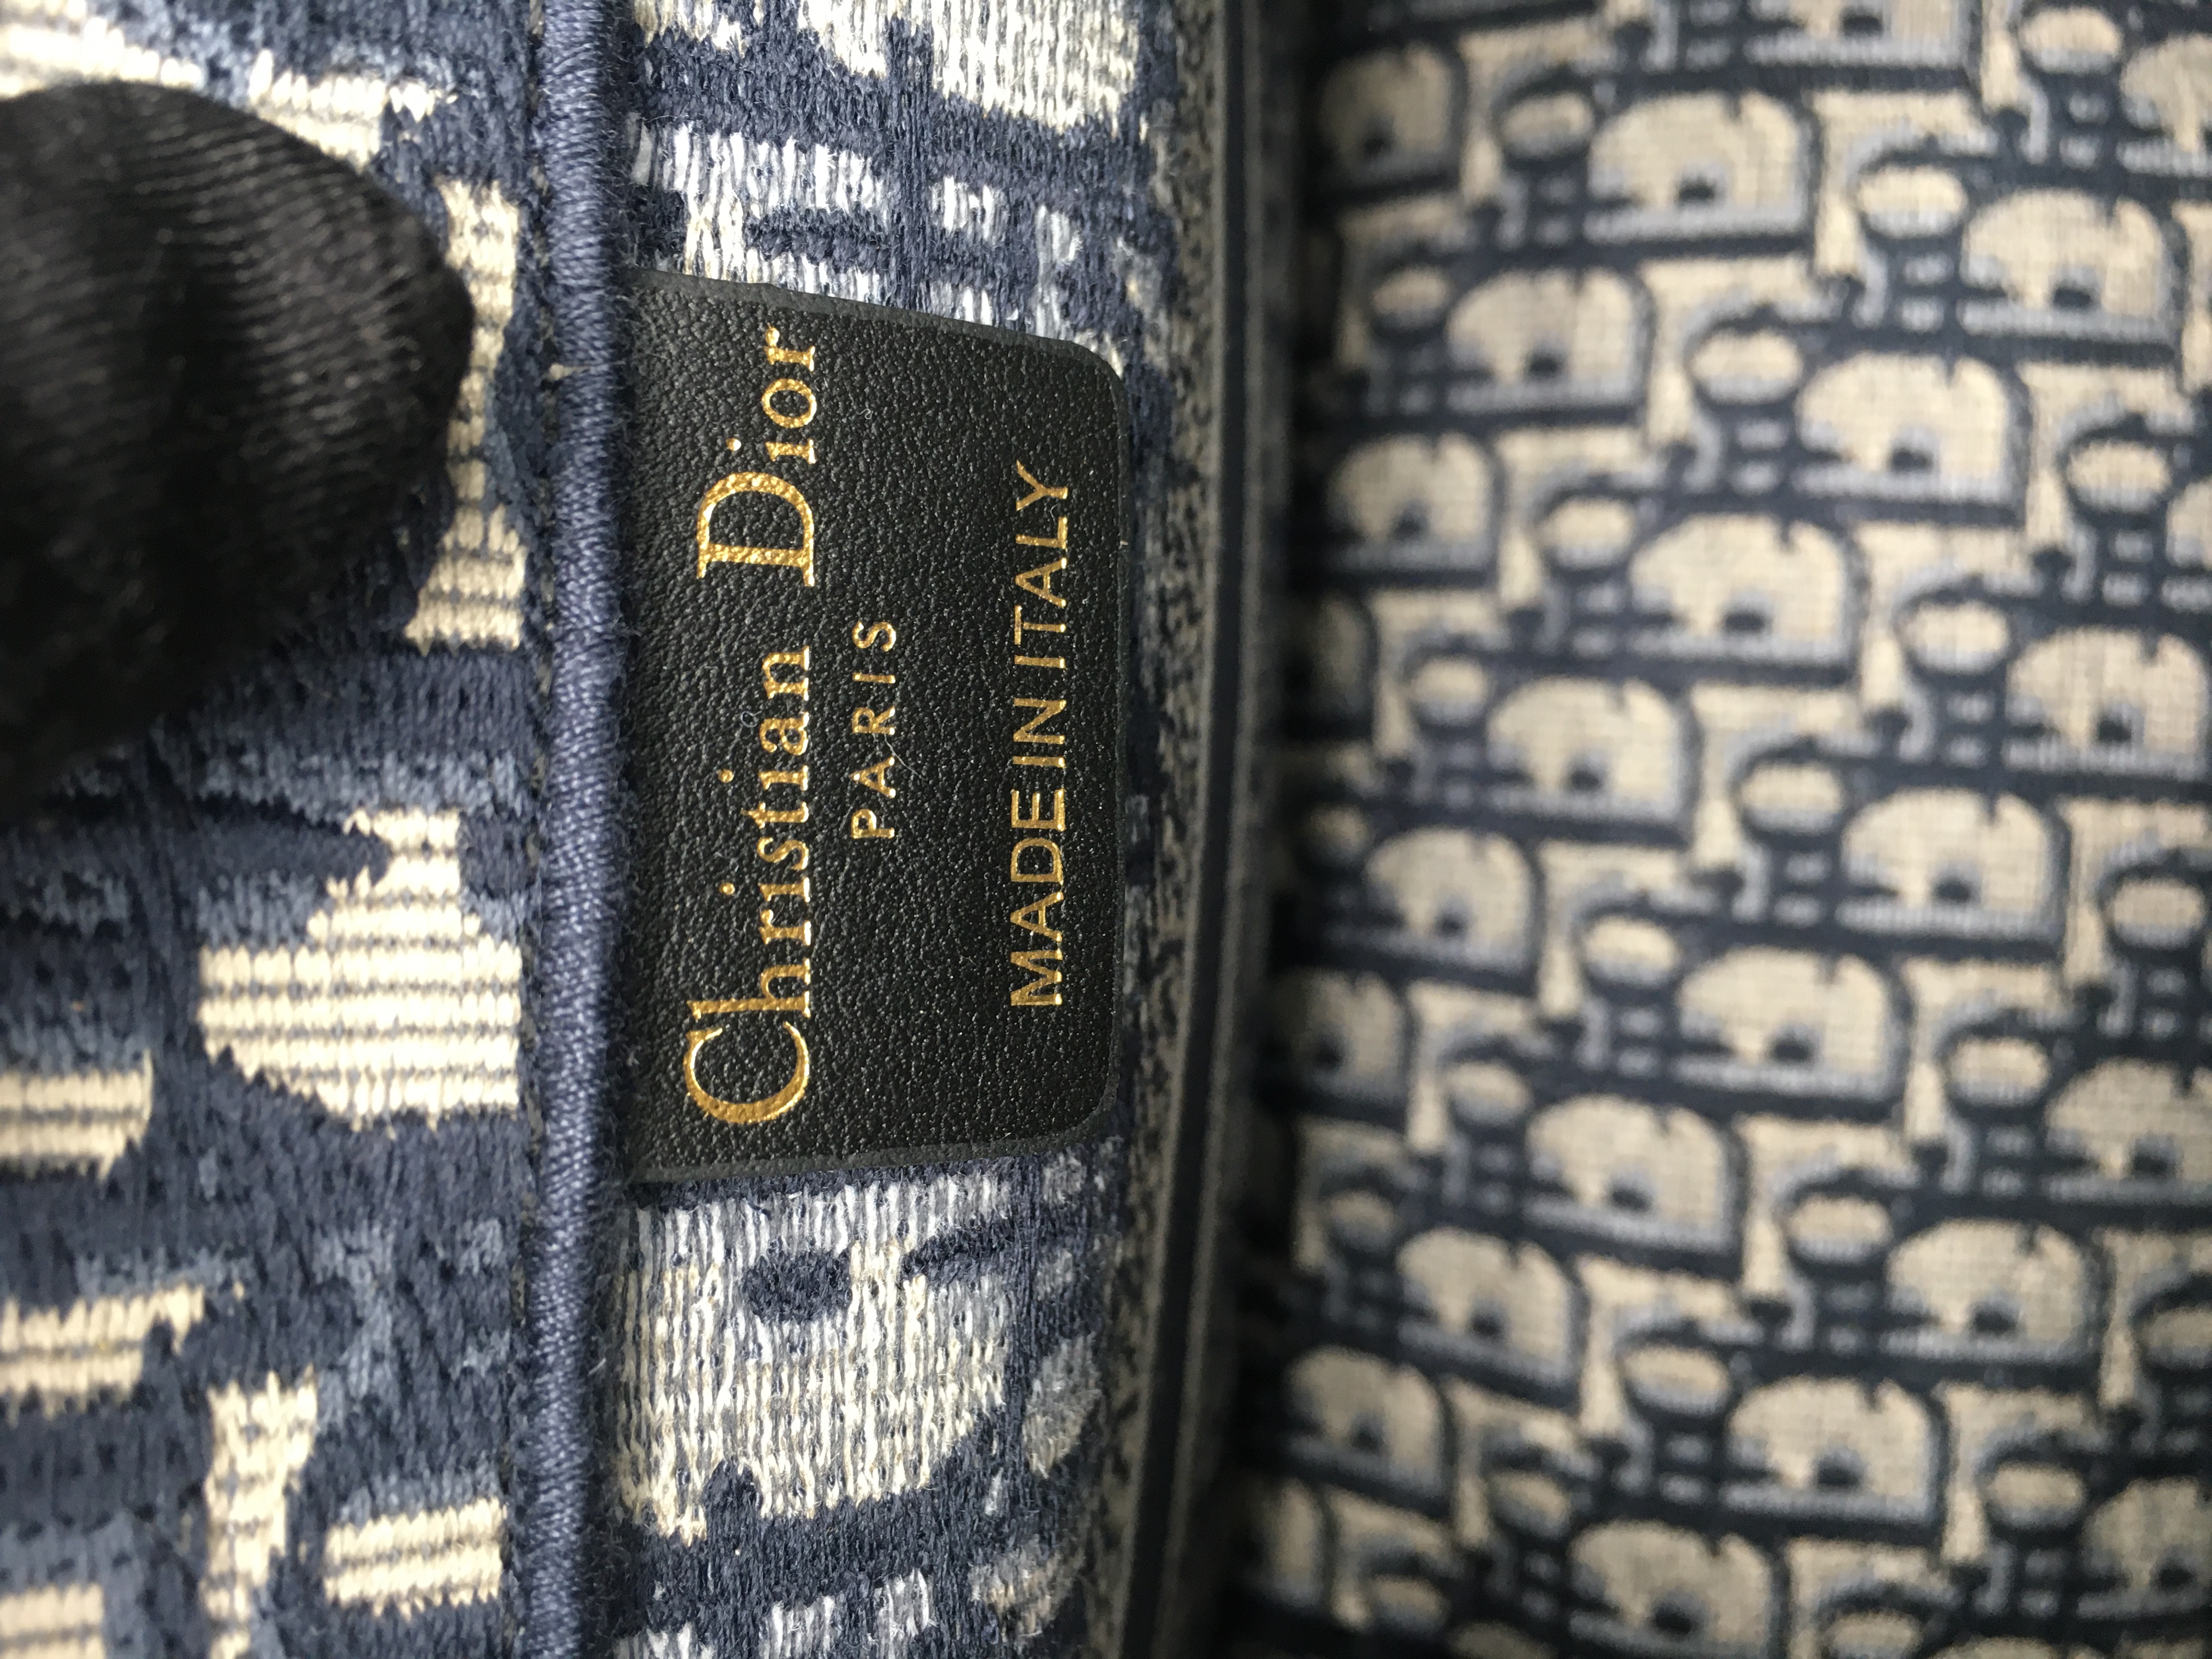 Christian Dior
PARIS
MADE IN ITALY